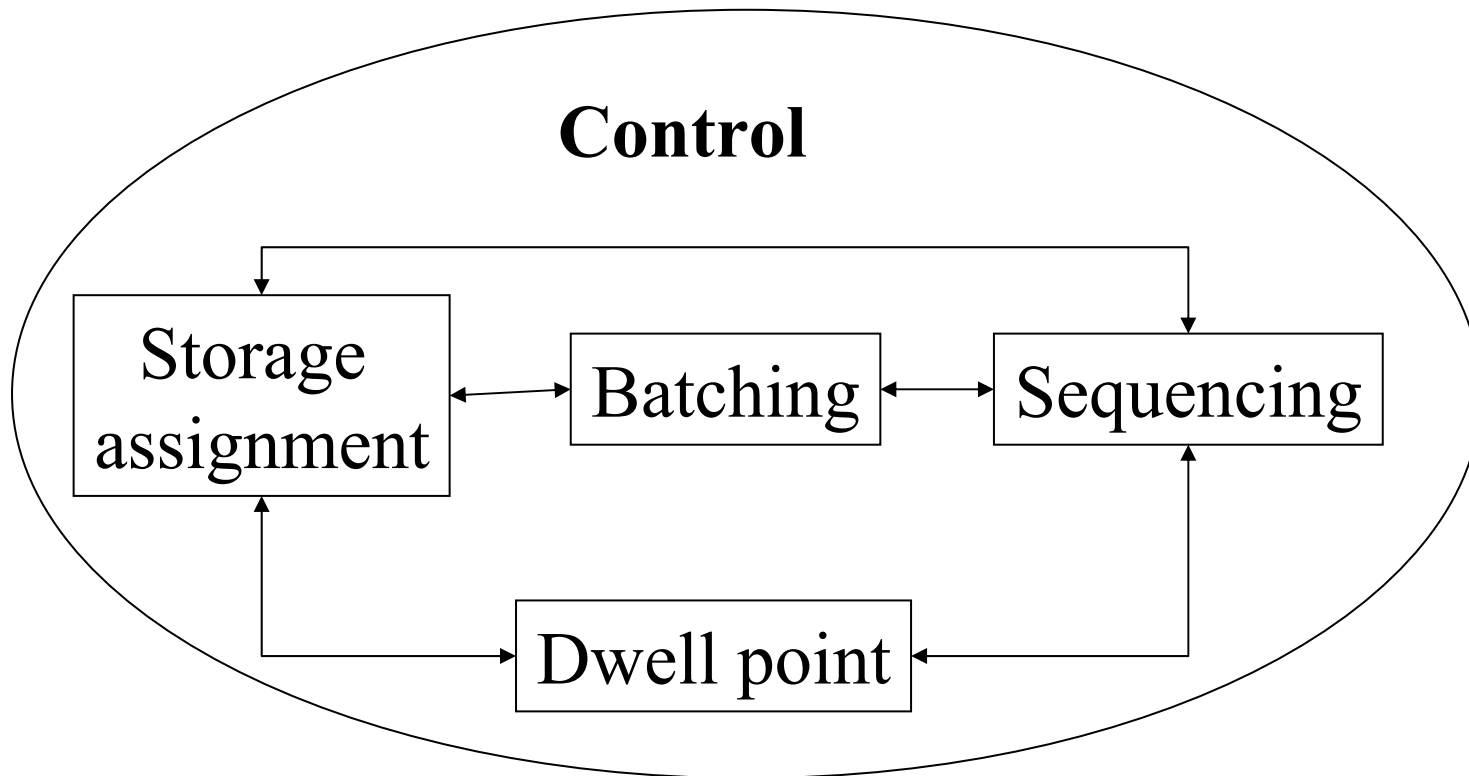 Control
Storage
assignment
Batching
Sequencing
Dwell point